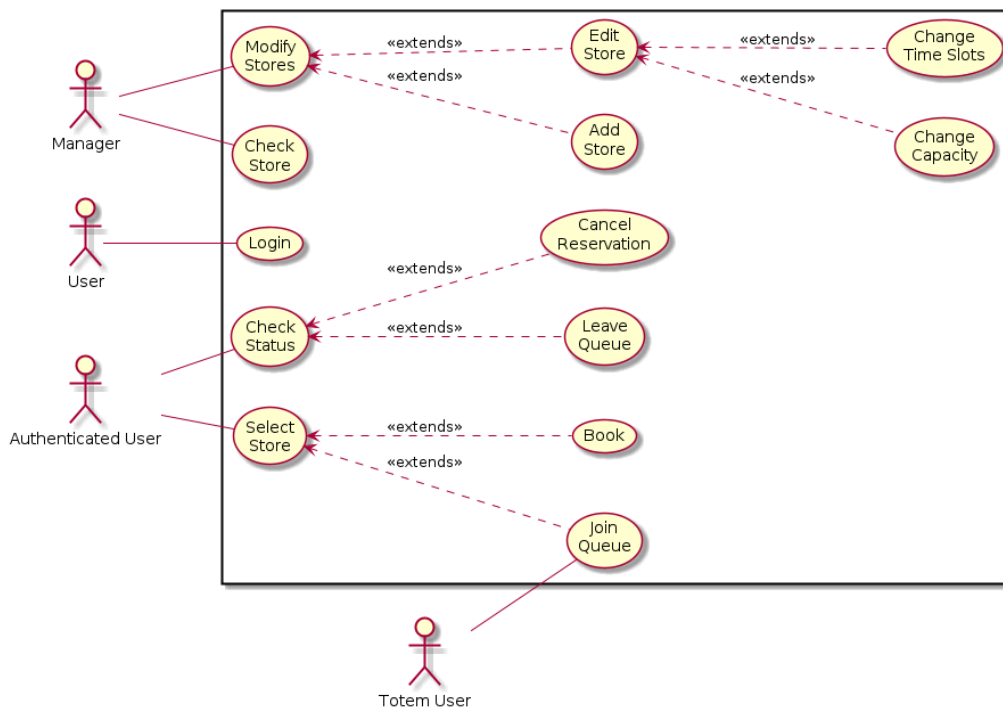 Modify
Stores
«extends»
Edit
Store
«extends»
Change
Time Slots
«extends»
«extends»
Manager
Check
Store
Add
Store
Change
Capacity
User
Login
Cancel
Reservation
«extends»
Check
Status
«extends»
Leave
Queue
Authenticated User
Select
Store
«extends»
Book
«extends»
Join
Queue
Totem User